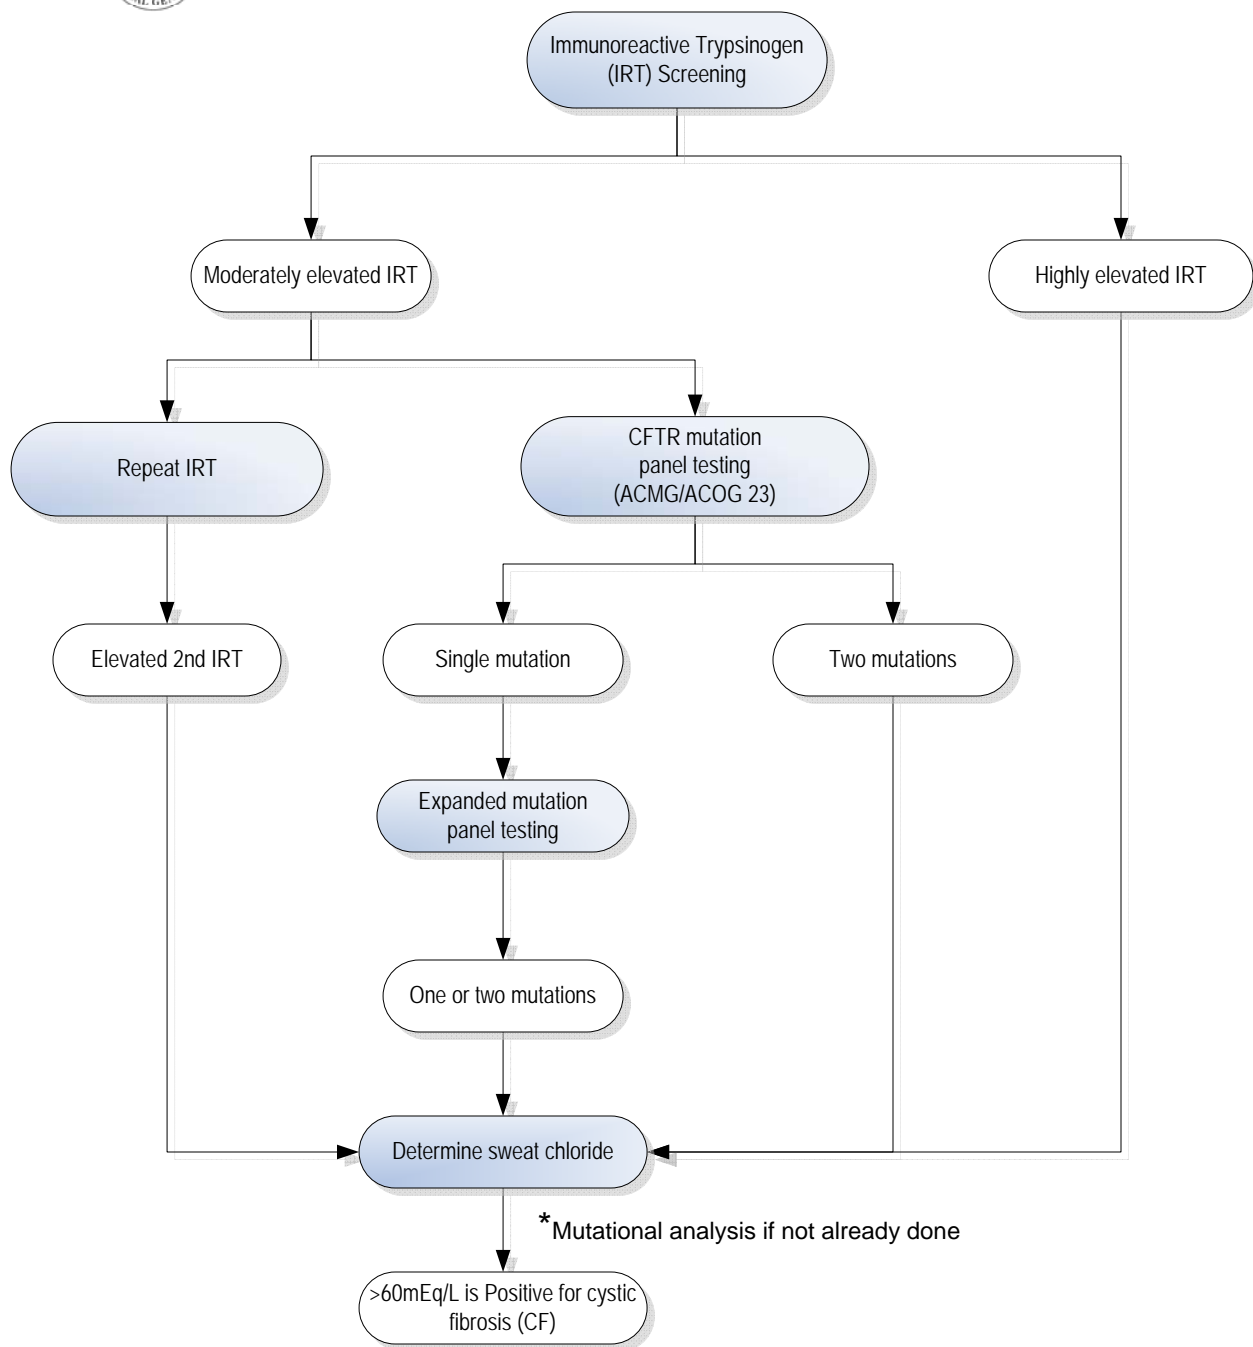 Immunoreactive Trypsinogen
(IRT) Screening
Moderately elevated IRT
Highly elevated IRT
Repeat IRT
CFTR mutation
panel testing
(ACMG/ACOG 23)
Elevated 2nd IRT
Single mutation
Two mutations
Expanded mutation
panel testing
One or two mutations
Determine sweat chloride
*Mutational analysis if not already done
>60mEq/L is Positive for cystic
fibrosis (CF)